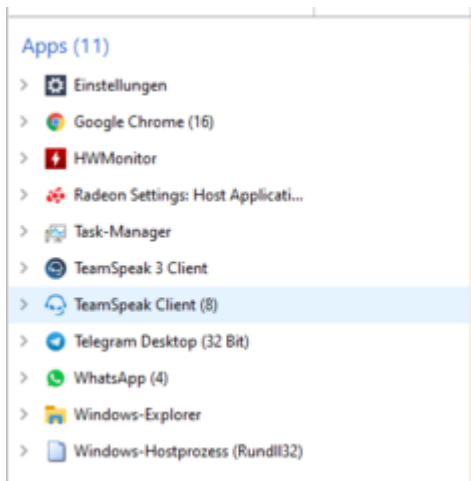 Apps (11)
Einstellungen
Google Chrome (16)
HWMonitor
Radeon Settings: Host Applicati...
Task-Manager
TeamSpeak 3 Client
TeamSpeak Client (8)
Telegram Desktop (32 Bit)
WhatsApp (4)
Windows-Explorer
Windows-Hostprozess (Rundll32)